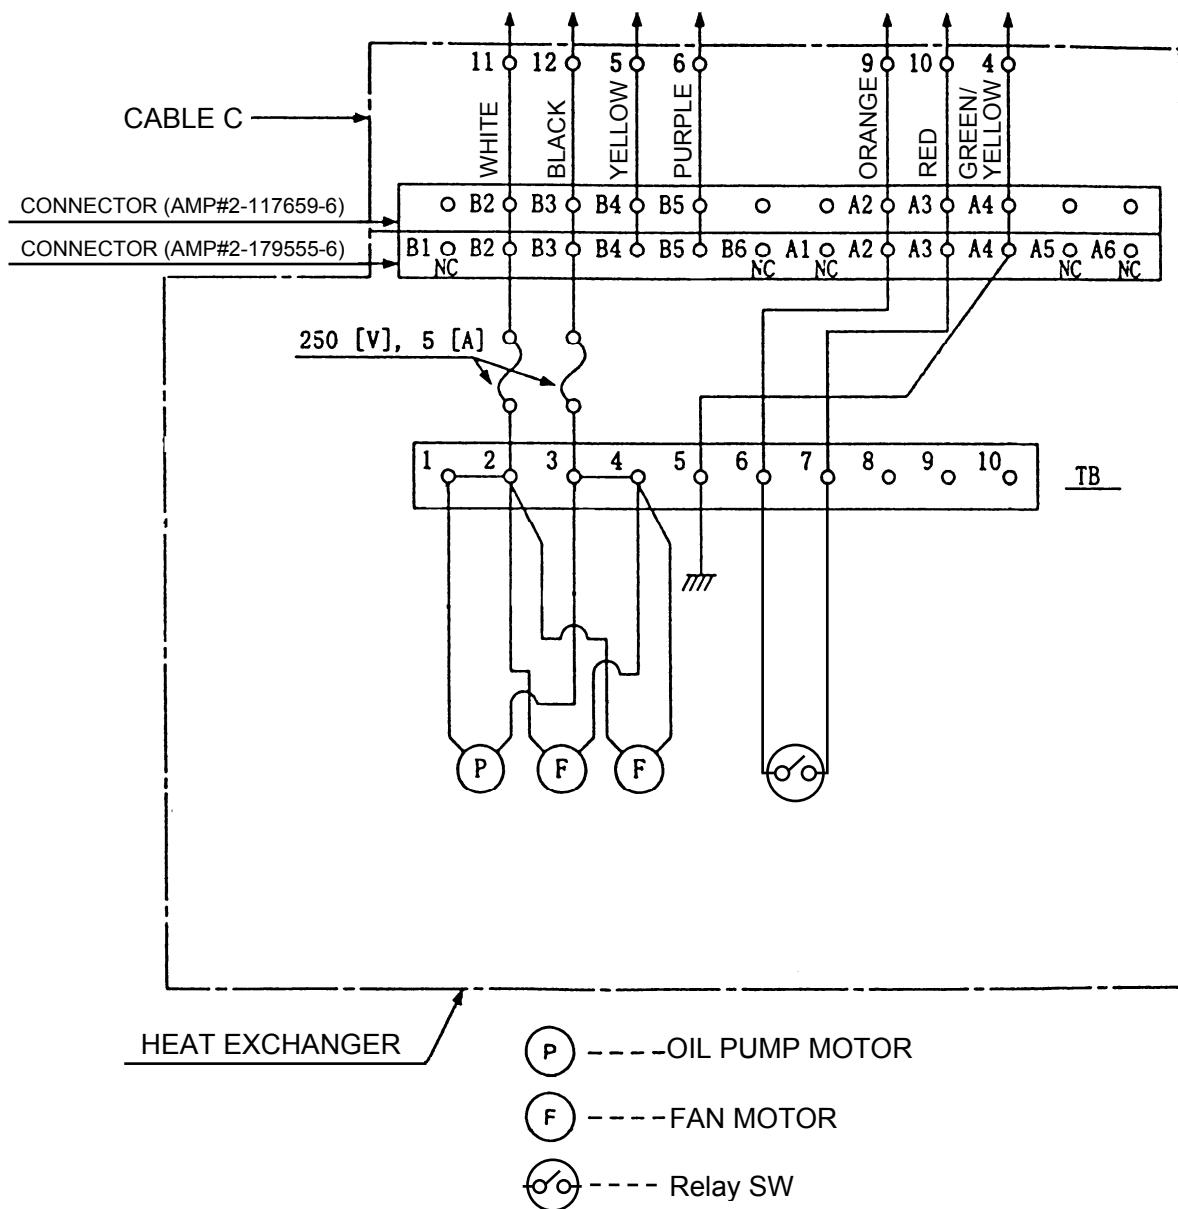 11 12 5 6 9 10 4
CABLE C
WHITE
BLACK
YELLOW
PURPLE
ORANGE
RED
GREEN/
YELLOW
CONNECTOR (AMP#2-117659-6)
B2 B3 B4 B5 A2 A3 A4
CONNECTOR (AMP#2-179555-6)
B1 B2 B3 B4 B5 B6 A1 A2 A3 A4 A5 A6
NC NC NC NC NC
250 [V], 5 [A]
1 2 3 4 5 6 7 8 9 10
TB
P F F
HEAT EXCHANGER
P ----OIL PUMP MOTOR
F ----FAN MOTOR
---- Relay SW